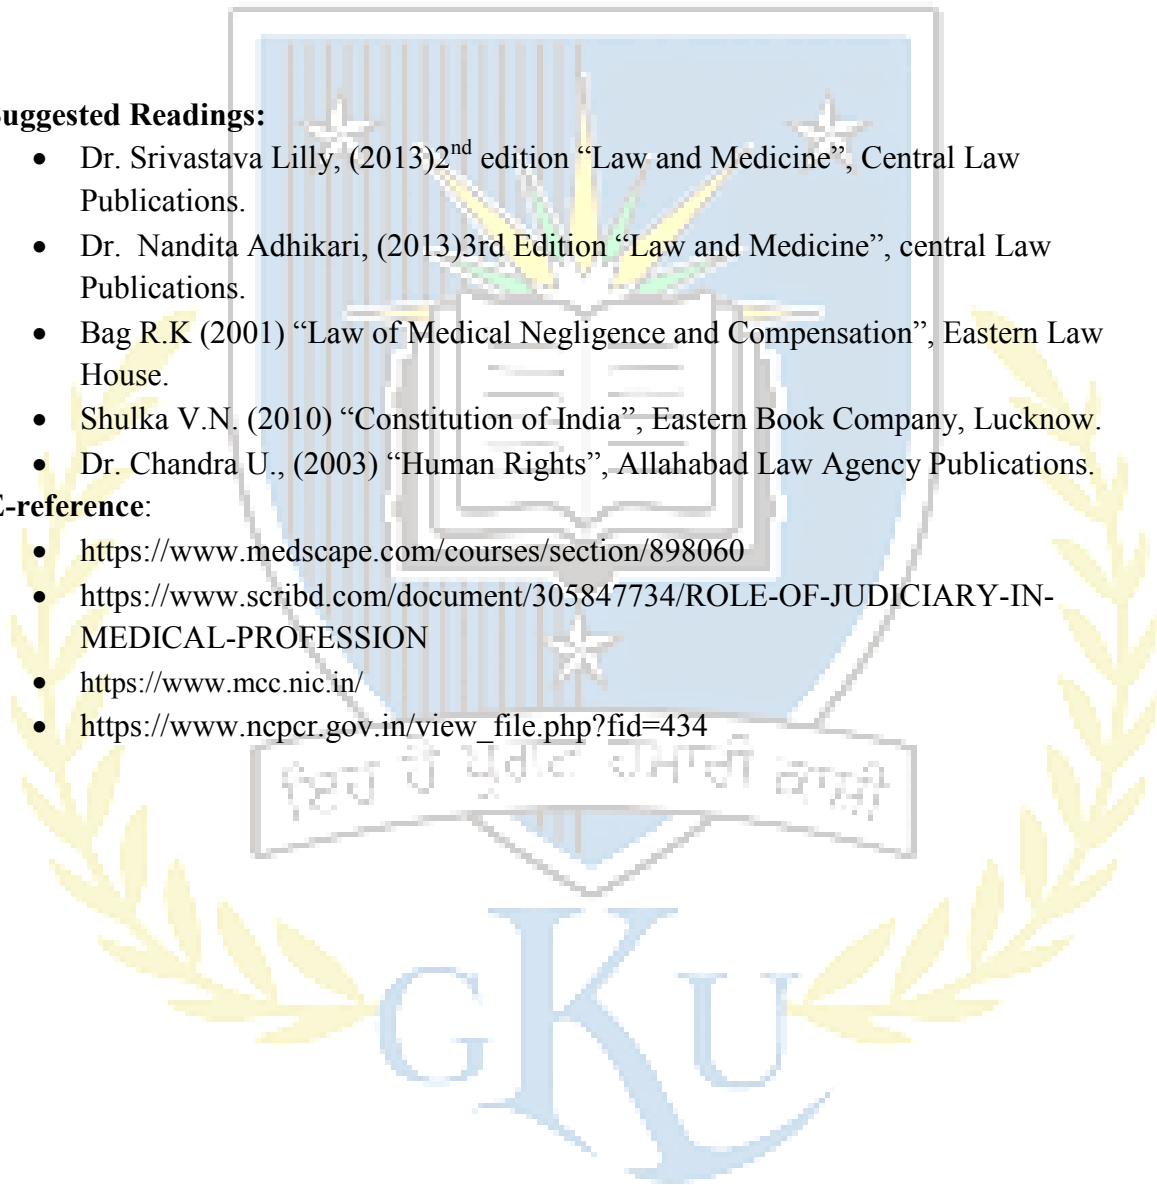 uggested Readings:
• Dr. Srivastava Lilly, (2013)2nd edition “Law and Medicine”, Central Law
Publications.
• Dr. Nandita Adhikari, (2013)3rd Edition “Law and Medicine”, central Law
Publications.
• Bag R.K (2001) “Law of Medical Negligence and Compensation”, Eastern Law
House.
• Shulka V.N. (2010) “Constitution of India”, Eastern Book Company, Lucknow.
• Dr. Chandra U., (2003) “Human Rights”, Allahabad Law Agency Publications.
E-reference:
• https://www.medscape.com/courses/section/898060
• https://www.scribd.com/document/305847734/ROLE-OF-JUDICIARY-IN-
MEDICAL-PROFESSION
• https://www.mcc.nic.in/
• https://www.ncpcr.gov.in/view_file.php?fid=434
ਇਹ ਹੈ ਪ੍ਰਗਟ ਹਮਾਰੀ ਕਾਸ਼ੀ
GKU